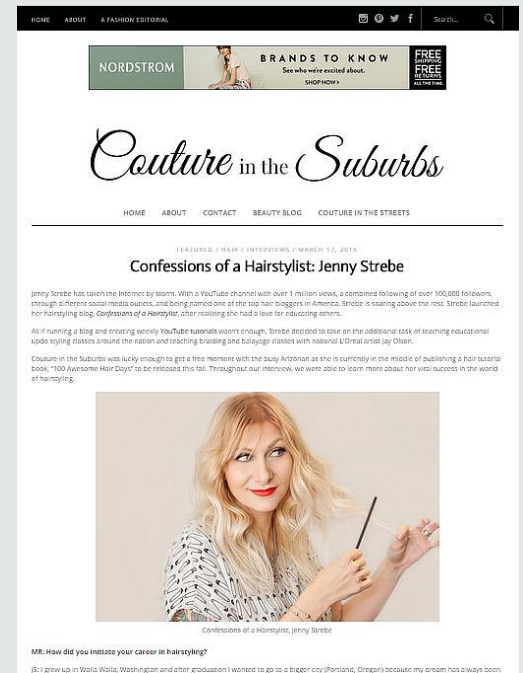 HOME ABOUT A FASHION EDITORIAL Search...
NORDSTROM
BRANDS TO KNOW
See who we're excited about.
SHOP NOW >
FREE
SHIPPING
FREE
RETURNS
ALL THE TIME.
Couture in the Suburbs
HOME ABOUT CONTACT BEAUTY BLOG COUTURE IN THE STREETS
FEATURED / HAIR / INTERVIEWS / MARCH 17, 2015
Confessions of a Hairstylist: Jenny Strebe
Jenny Strebe has taken the Internet by storm. With a YouTube channel with over 1 million views, a combined following of over 100,000 followers
through different social media outlets, and being named one of the top hair bloggers in America, Strebe is soaring above the rest. Strebe launched
her hairstyling blog, Confessions of a Hairstylist, after realizing she had a love for educating others.
As if running a blog and creating weekly YouTube tutorials wasn't enough, Strebe decided to take on the additional task of teaching educational
updo styling classes around the nation and teaching braiding and balayage classes with national L'Oreal artist Jay Olson.
Couture in the Suburbs was lucky enough to get a free moment with the busy Arizonan as she is currently in the middle of publishing a hair tutorial
book, "100 Awesome Hair Days" to be released this fall. Throughout our interview, we were able to learn more about her viral success in the world
of hairstyling.
Confessions of a Hairstylist, Jenny Strebe
MR: How did you initiate your career in hairstyling?
JS: I grew up in Walla Walla, Washington and after graduation I wanted to go to a bigger city (Portland, Oregon) because my dream has always been